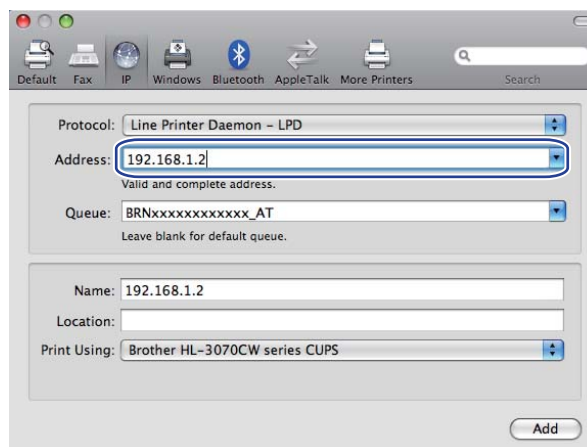 Default Fax IP Windows Bluetooth AppleTalk More Printers Search
Protocol: Line Printer Daemon – LPD
Address: 192.168.1.2
Valid and complete address.
Queue: BRNxxxxxxxxxxxx_AT
Leave blank for default queue.
Name: 192.168.1.2
Location:
Print Using: Brother HL-3070CW series CUPS
Add